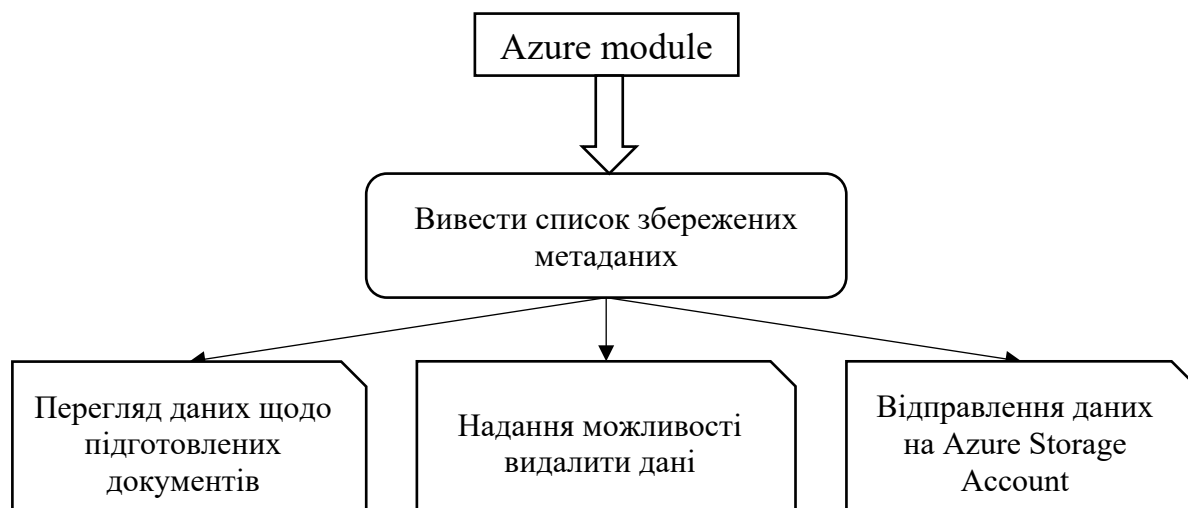 Azure module
Вивести список збережених
метаданих
Перегляд даних щодо
підготовлених
документів
Надання можливості
видалити дані
Відправлення даних
на Azure Storage
Account